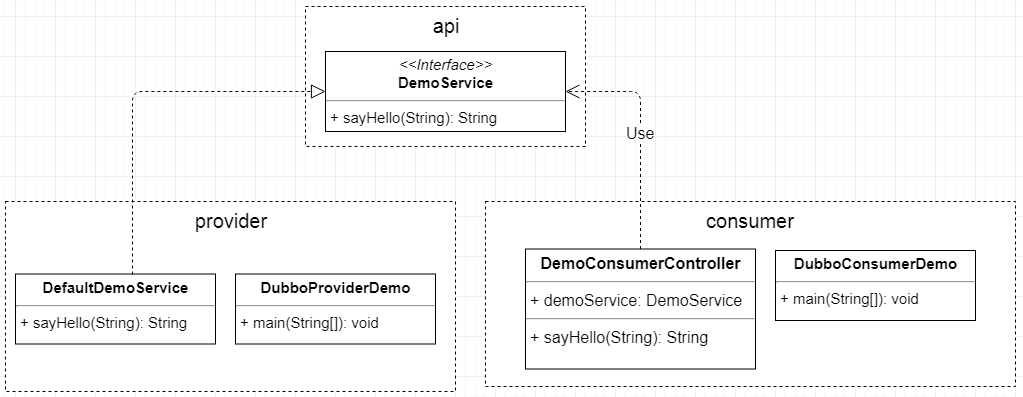 api
<<Interface>>
DemoService
+ sayHello(String): String
Use
provider
DefaultDemoService
+ sayHello(String): String
DubboProviderDemo
+ main(String[]): void
consumer
DemoConsumerController
+ demoService: DemoService
+ sayHello(String): String
DubboConsumerDemo
+ main(String[]): void